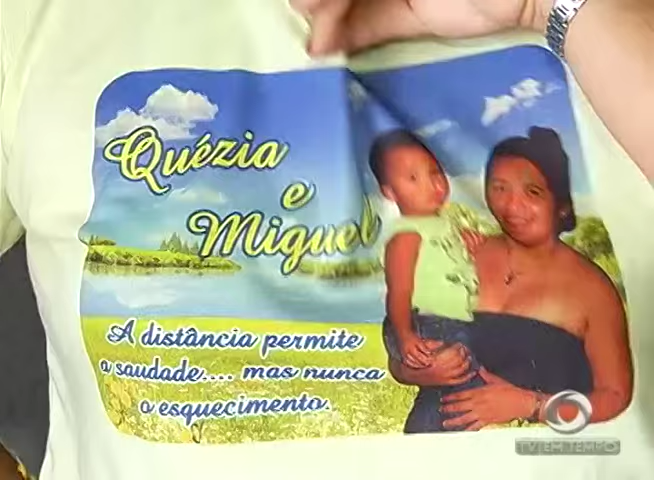 Quézia
e
Miguel
A distância permite
a saudade.... mas nunca
o esquecimento.
TV EM TEMPO